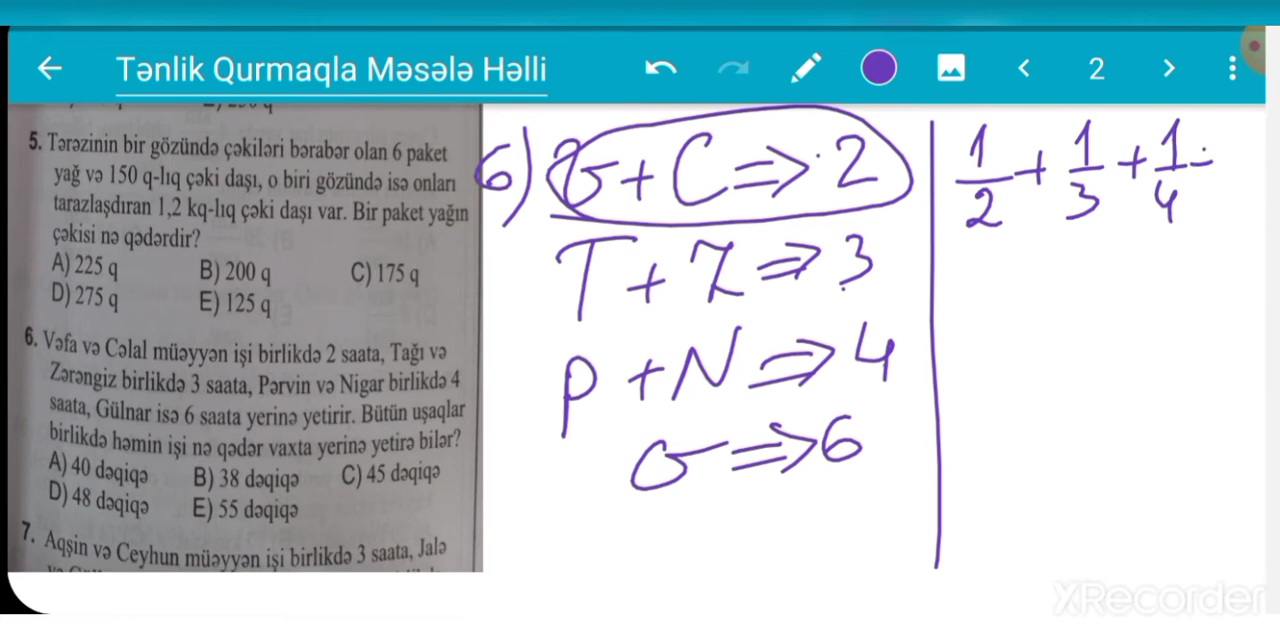 Tənlik Qurmaqla Məsələ Həlli
2
5. Tərəzinin bir gözündə çəkiləri bərabər olan 6 paket
yağ və 150 q-lıq çəki daşı, o biri gözündə isə onları
tarazlaşdıran 1,2 kq-lıq çəki daşı var. Bir paket yağın
çəkisi nə qədərdir?
A) 225 q B) 200 q C) 175 q
D) 275 q E) 125 q
6. Vəfa və Cəlal müəyyən işi birlikdə 2 saata, Tağı və
Zərəngiz birlikdə 3 saata, Pərvin və Nigar birlikdə 4
saata, Gülnar isə 6 saata yerinə yetirir. Bütün uşaqlar
birlikdə həmin işi nə qədər vaxta yerinə yetirə bilər?
A) 40 dəqiqə B) 38 dəqiqə C) 45 dəqiqə
D) 48 dəqiqə E) 55 dəqiqə
7. Aqşin və Ceyhun müəyyən işi birlikdə 3 saata, Jalə
6) + C => 2
T + Z => 3
P + N => 4
=> 6
1/2 + 1/3 + 1/4 =
XRecorder